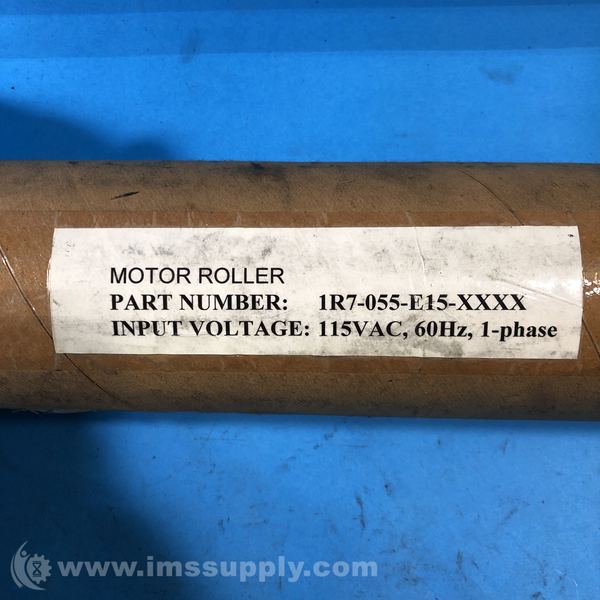 MOTOR ROLLER
PART NUMBER: 1R7-055-E15-XXXX
INPUT VOLTAGE: 115VAC, 60Hz, 1-phase
www.imssupply.com